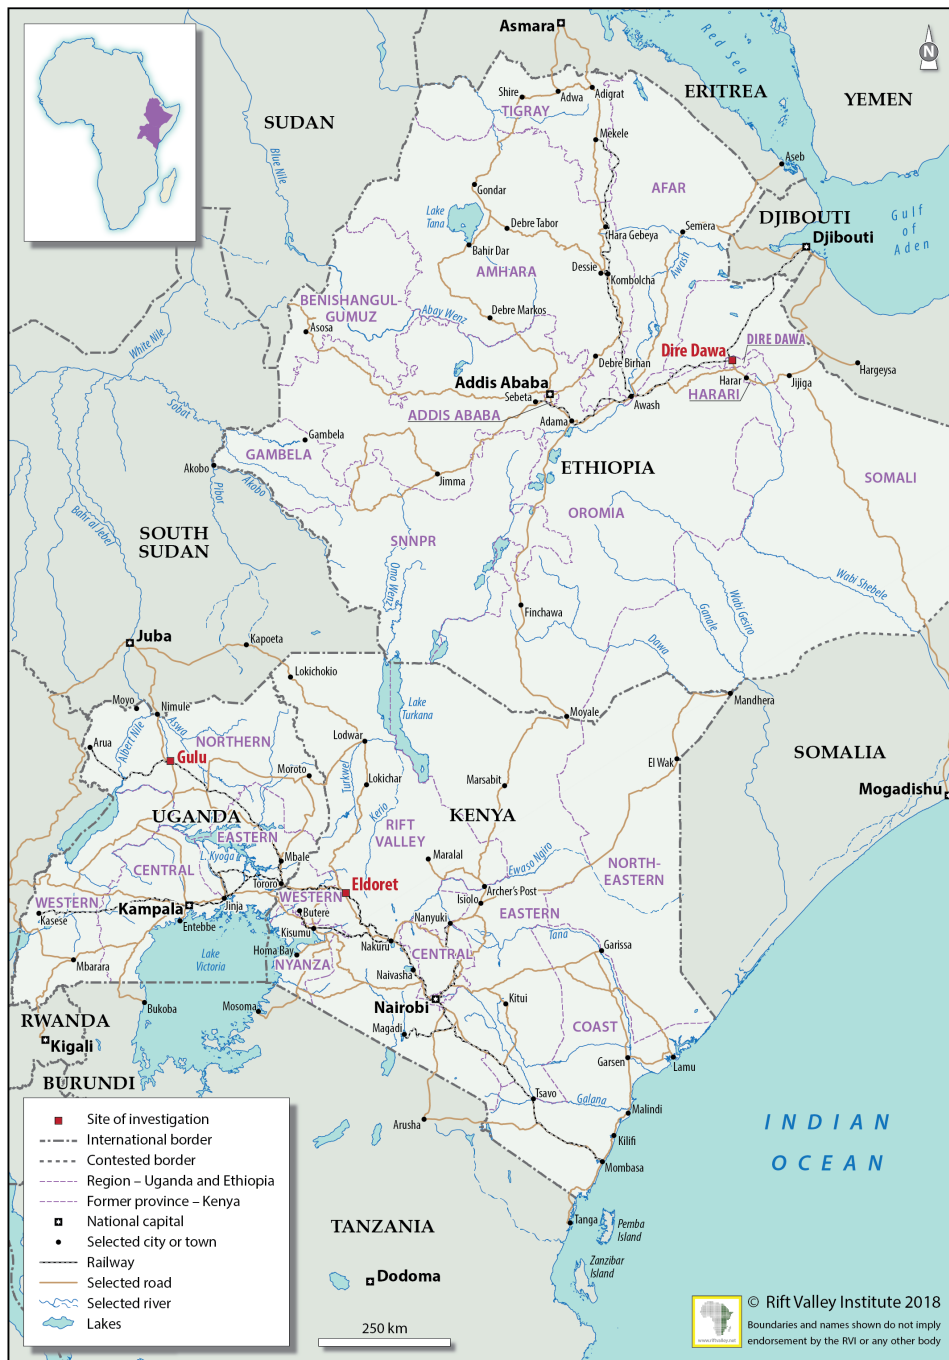 Asmara
N
Red Sea
ERITREA
YEMEN
Shire
Adwa
Adigrat
TIGRAY
SUDAN
Mekele
Blue Nile
Aseb
Gondar
AFAR
Lake
Tana
Debre Tabor
DJIBOUTI
Gulf
of
Aden
Semera
Hara Gebeya
Djibouti
Bahir Dar
AMHARA
Dessie
Kombolcha
Awash
BENISHANGUL-
GUMUZ
Abay Wenz
Debre Markos
Asosa
White Nile
Dire Dawa
DIRE DAWA
Debre Birhan
Hargeysa
Addis Ababa
Harar
Jijiga
Sebeta
HARARI
Awash
Sobat
ADDIS ABABA
Adama
Gambela
GAMBELA
Akobo
ETHIOPIA
Akobo
Pibor
Jimma
SOMALI
OROMIA
Bahr al Jebel
SOUTH
SUDAN
SNNPR
Omo Wenz
Wabi Shebele
Finchawa
Ganale
Wabi Gesiro
Juba
Kapoeta
Dawa
Lokichokio
Moyo
Nimule
Lake
Turkana
Mandhera
Moyale
Aswa
Albert Nile
Arua
NORTHERN
Lodwar
Gulu
SOMALIA
El Wak
Moroto
Turkwel
Lokichar
Marsabit
Mogadishu
UGANDA
Kerio
KENYA
EASTERN
RIFT
VALLEY
L. Kyoga
Mbale
Maralal
Ewaso Ngiro
NORTH-
EASTERN
CENTRAL
Tororo
Eldoret
Archer's Post
WESTERN
WESTERN
Isiolo
Kampala
Jinja
Butere
EASTERN
Kasese
Nanyuki
Entebbe
Kisumu
Tana
Nakuru
Garissa
Homa Bay
CENTRAL
Lake
Victoria
Mbarara
NYANZA
Naivasha
Bukoba
Mosoma
Nairobi
Kitui
RWANDA
Magadi
COAST
Kigali
Garsen
Lamu
BURUNDI
Tsavo
Galana
Malindi
Arusha
INDIAN
OCEAN
Kilifi
Mombasa
Site of investigation
International border
Contested border
Region – Uganda and Ethiopia
Former province – Kenya
National capital
Selected city or town
Railway
Selected road
Selected river
Lakes
TANZANIA
Tanga
Pemba
Island
Zanzibar
Island
Dodoma
250 km
© Rift Valley Institute 2018
Boundaries and names shown do not imply
endorsement by the RVI or any other body
www.riftvalley.net